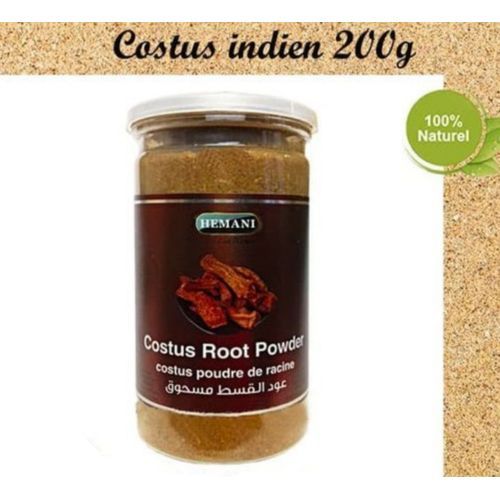 Costus indien 200g
100%
Naturel
HEMANI
Costus Root Powder
costus poudre de racine
عود القسط مسحوق